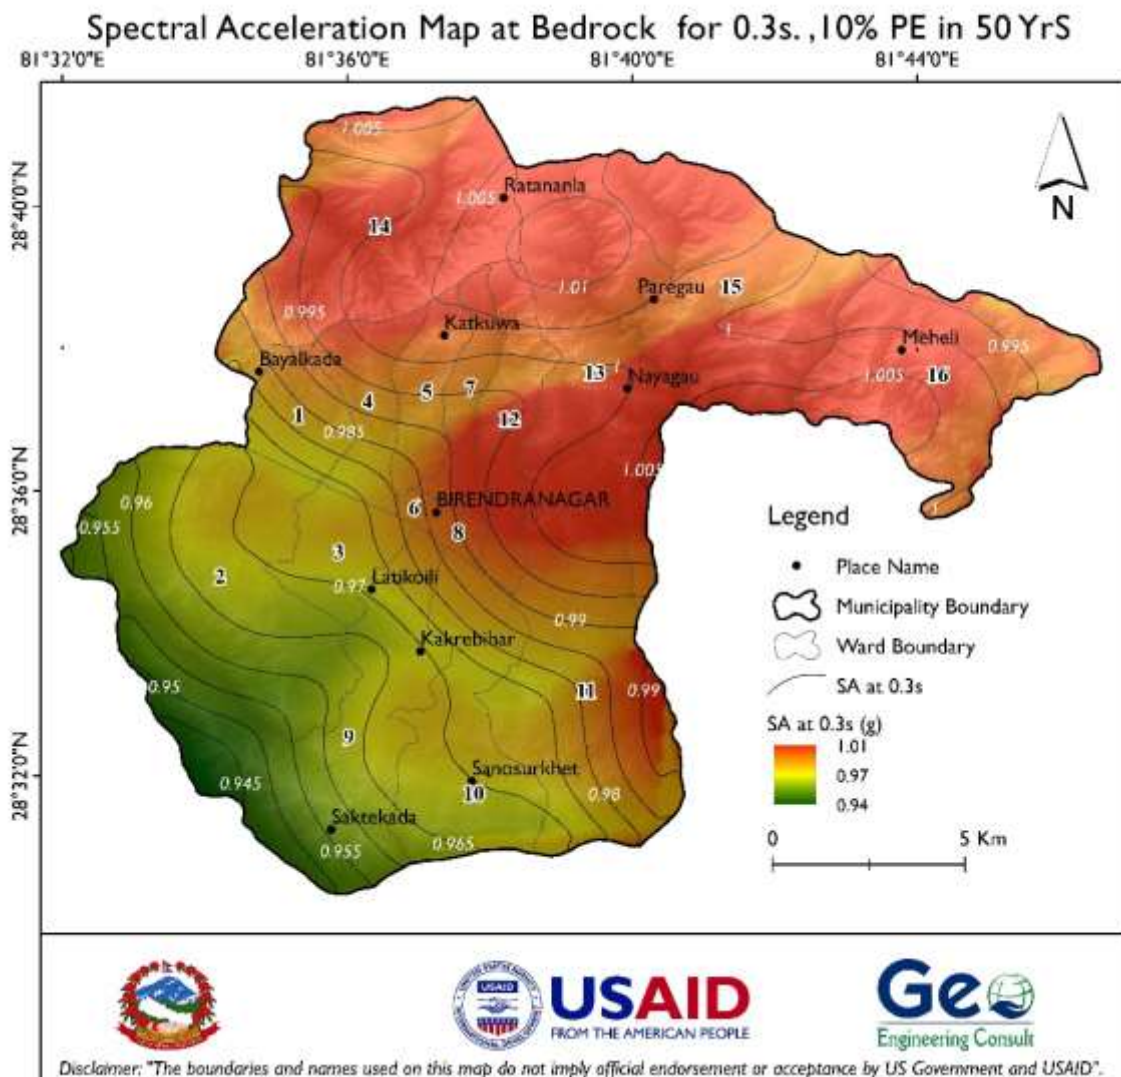 Spectral Acceleration Map at Bedrock for 0.3s. ,10% PE in 50 YrS
81°32'0"E 81°36'0"E 81°40'0"E 81°44'0"E
1.005
28°40'0"N
1.005
Ratananla
N
14
1.01
Paregau
15
0.995
Katkuwa
1
Meheli
0.995
Bayalkada
13
1
Nayagau
1.005
16
5
7
4
1
12
0.985
1.005
28°36'0"N
0.96
BIRENDRANAGAR
6
1
0.955
8
3
2
0.97
Latikoili
0.99
Kakrebibar
0.95
11
0.99
9
28°32'0"N
0.945
Sanosurkhet
10
0.98
Saktekada
0.955
0.965
Legend
Place Name
Municipality Boundary
Ward Boundary
SA at 0.3s
SA at 0.3s (g)
1.01
0.97
0.94
0 5 Km
USAID
USAID
FROM THE AMERICAN PEOPLE
Geo
Engineering Consult
Disclaimer: "The boundaries and names used on this map do not imply official endorsement or acceptance by US Government and USAID".